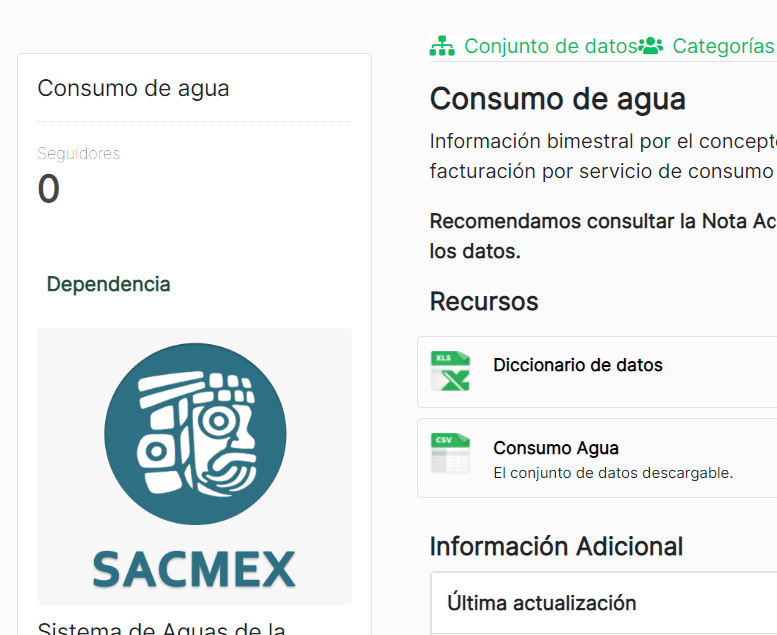 Consumo de agua
Seguidores
0
Dependencia
SACMEX
Sistema de Aguas de la
Conjunto de datos Categorías
Consumo de agua
Información bimestral por el concepto
facturación por servicio de consumo
Recomendamos consultar la Nota Ac
los datos.
Recursos
XLS
Diccionario de datos
CSV
Consumo Agua
El conjunto de datos descargable.
Información Adicional
Última actualización